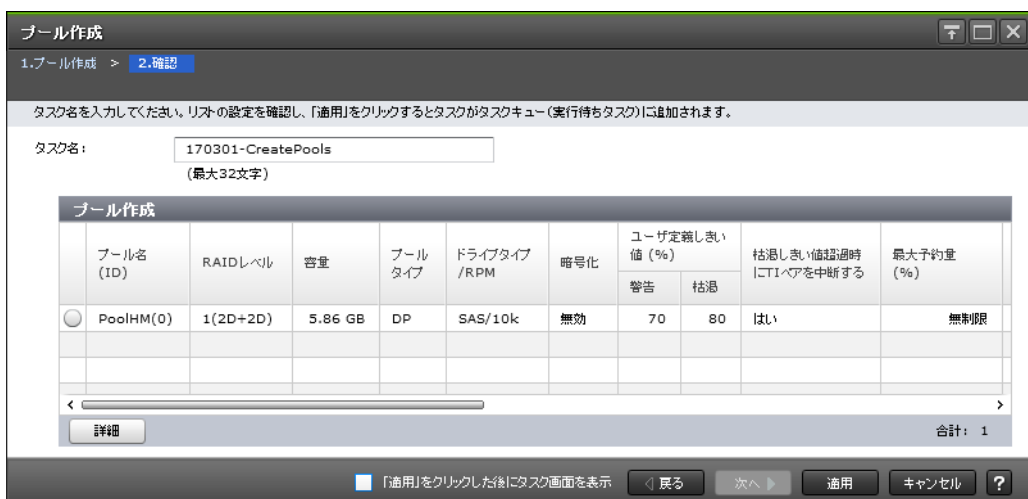 プール作成
1.プール作成 > 2.確認
タスク名を入力してください。リストの設定を確認し、「適用」をクリックするとタスクがタスクキュー(実行待ちタスク)に追加されます。
タスク名: 170301-CreatePools
(最大32文字)
プール作成
プール名 (ID) RAIDレベル 容量 プール タイプ ドライブタイプ /RPM 暗号化 ユーザ定義しきい 値 (%) 警告 枯渇 枯渇しきい値超過時 にTIペアを中断する 最大予約量 (%)
PoolHM(0) 1(2D+2D) 5.86 GB DP SAS/10k 無効 70 80 はい 無制限
詳細 合計: 1
「適用」をクリックした後にタスク画面を表示 戻る 次へ 適用 キャンセル ?